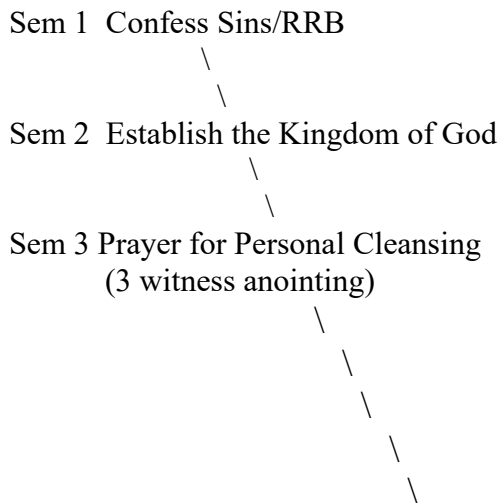 Sem 1  Confess Sins/RRB
Sem 2  Establish the Kingdom of God
Sem 3 Prayer for Personal Cleansing
(3 witness anointing)